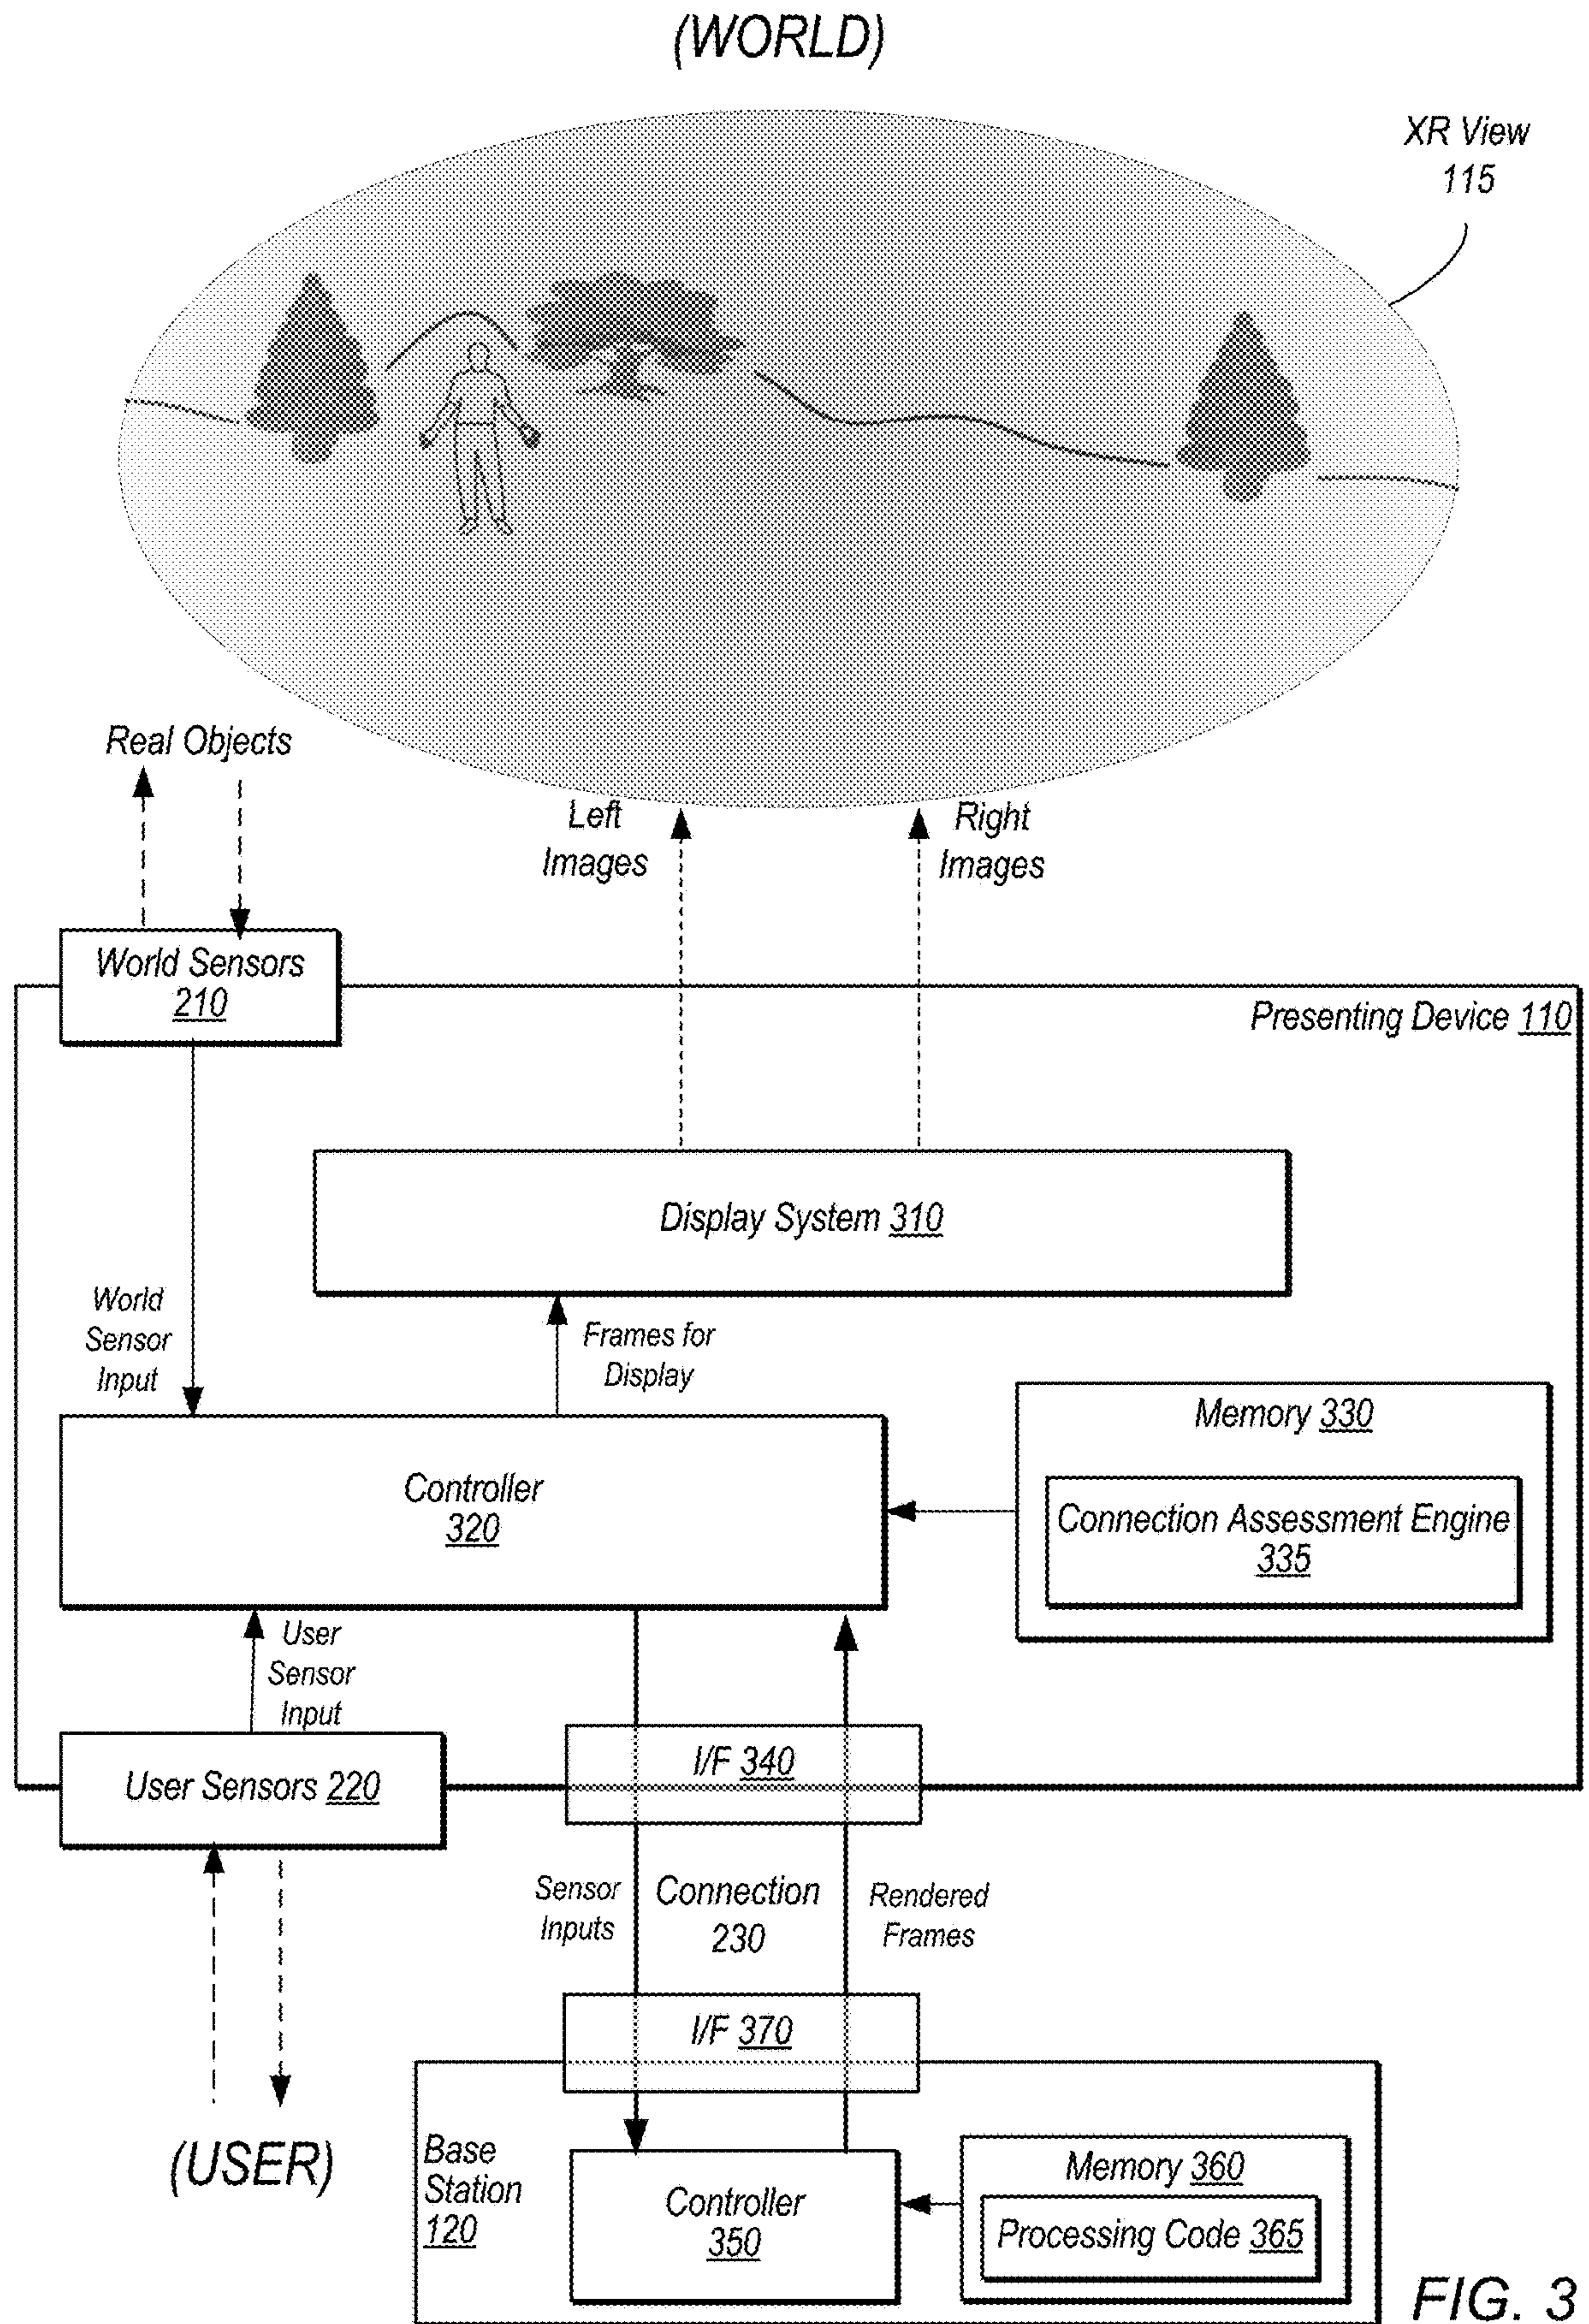 (WORLD)
XR View
115
Real Objects
Left
Images
Right
Images
World Sensors
210
Presenting Device 110
Display System 310
World
Sensor
Input
Frames for
Display
Memory 330
Controller
320
Connection Assessment Engine
335
User
Sensor
Input
I/F 340
User Sensors 220
Sensor
Inputs
Connection
230
Rendered
Frames
I/F 370
(USER)
Base
Station
120
Controller
350
Memory 360
Processing Code 365
FIG. 3